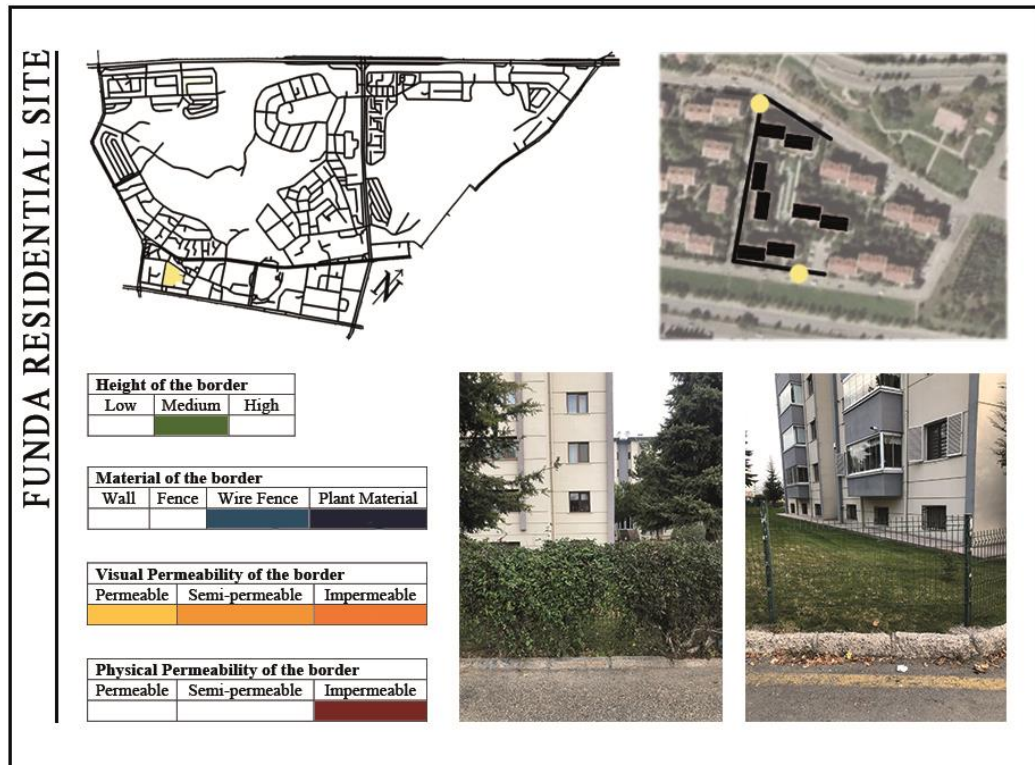 FUNDA RESIDENTIAL SITE
N
Height of the border
Low Medium High
Material of the border
Wall Fence Wire Fence Plant Material
Visual Permeability of the border
Permeable Semi-permeable Impermeable
Physical Permeability of the border
Permeable Semi-permeable Impermeable